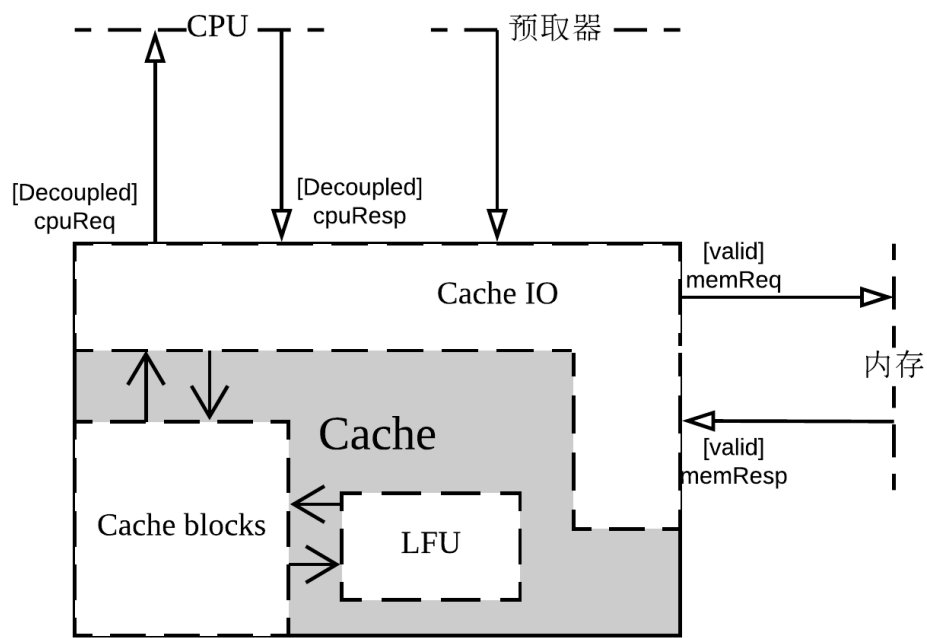 CPU
预取器
[Decoupled]
cpuReq
[Decoupled]
cpuResp
Cache IO
[valid]
memReq
内存
[valid]
memResp
Cache
Cache blocks
LFU